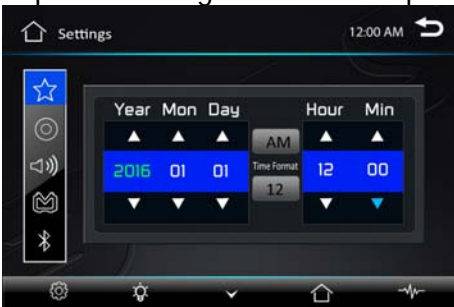 Settings
12:00 AM
Year Mon Day Hour Min
AM
Time Format
2016 01 01 12 00
12